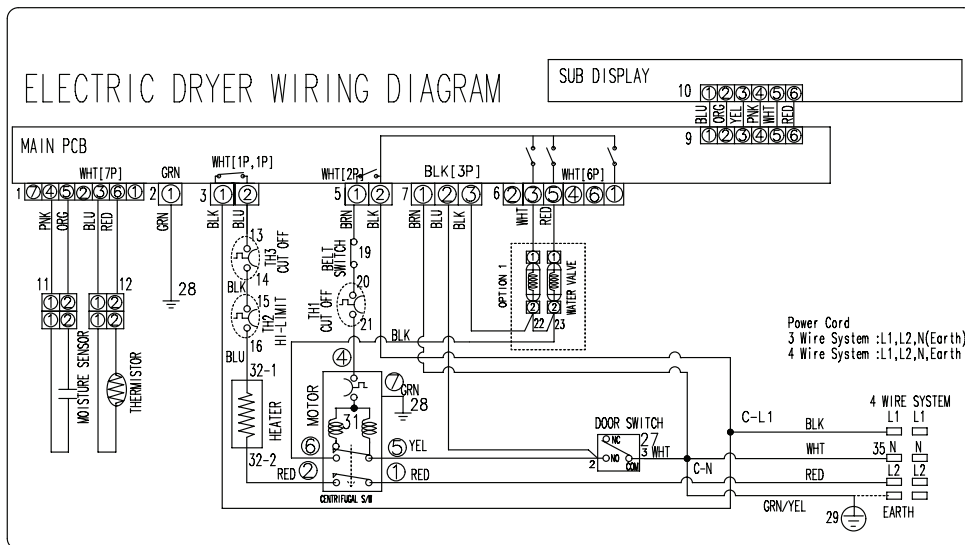 ELECTRIC DRYER WIRING DIAGRAM
SUB DISPLAY
10 1 2 3 4 5 6
BLU ORG YEL PNK WHT RED
9 1 2 3 4 5 6
MAIN PCB
WHT[7P] GRN WHT[1P,1P] WHT[2P] BLK[3P] WHT[6P]
1 7 4 5 2 3 6 1
2 1
3 1 2
5 1 2
7 1 2 3
6 2 3 5 4 6 1
PNK ORG BLU RED GRN BLK BLU BRN BLK BRN BLU BLK WHT RED
13
TH3
CUT OFF
14
BLK
15
TH2
HI-LIMIT
16
BLU
32-1
HEATER
32-2
28
11 12
1 2 1 2
1 2 1 2
MOISTURE SENSOR
THERMISTOR
BELT
SWITCH
19
20
TH1
CUT OFF
21
BLK
OPTION 1
1 1
2 2
22 23
WATER VALVE
4
7
GRN
28
MOTOR
31
6
5 YEL
RED 2
1 RED
CENTRIFUGAL S/W
DOOR SWITCH
NC
27
2 NO
COM
3 WHT
Power Cord
3 Wire System :L1,L2,N(Earth)
4 Wire System :L1,L2,N,Earth
4 WIRE SYSTEM
C-L1
BLK
L1 L1
C-N
WHT
35 N N
RED
L2 L2
GRN/YEL
29
EARTH